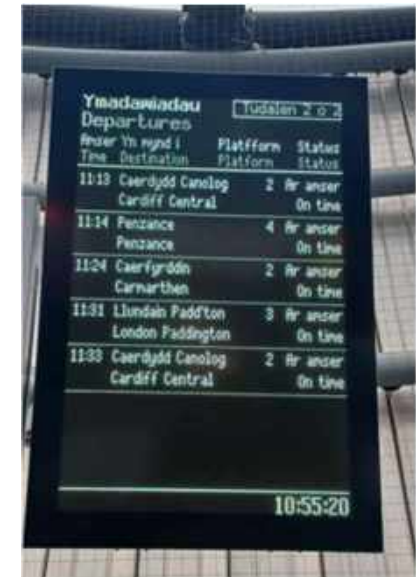 Ymadawiadau Tudalen 2 o 2
Departures
Amser Yn mynd i Platfform Status
Time Destination Platform Status
11:13 Caerdydd Canolog 2 Ar amser
Cardiff Central On time
11:14 Penzance 4 Ar amser
Penzance On time
11:24 Caerfyrddin 2 Ar amser
Carmarthen On time
11:31 Llundain Padd'ton 3 Ar amser
London Paddington On time
11:33 Caerdydd Canolog 2 Ar amser
Cardiff Central On time
10:55:20